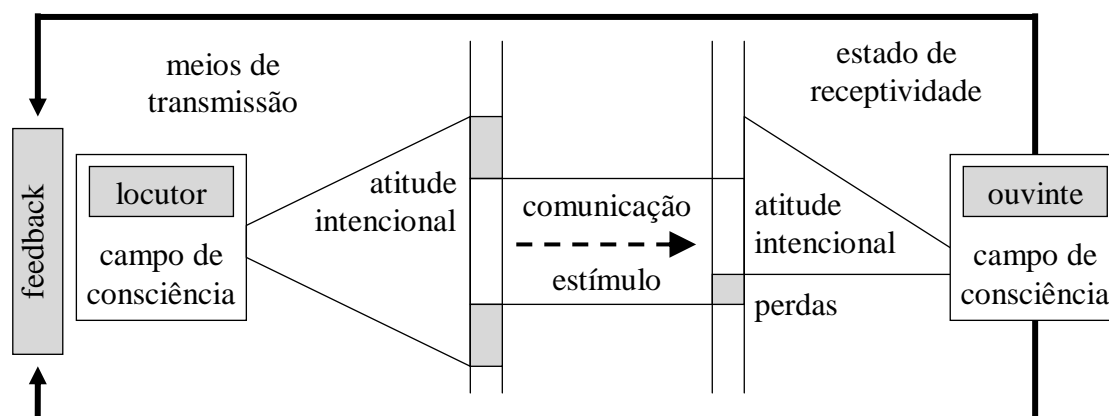 meios de
transmissão
estado de
receptividade
feedback
locutor
campo de
consciência
atitude
intencional
comunicação
estímulo
atitude
intencional
perdas
ouvinte
campo de
consciência